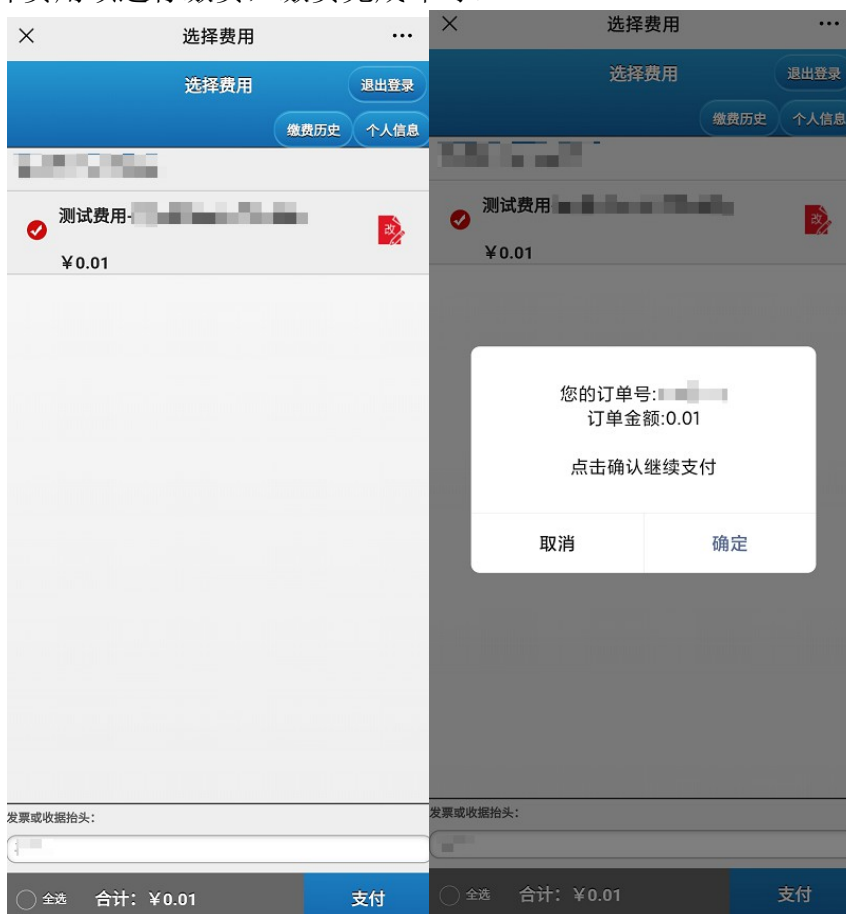 选择费用
选择费用
退出登录
缴费历史
个人信息
测试费用-
改
￥0.01
发票或收据抬头:
全选
合计: ￥0.01
支付
选择费用
选择费用
退出登录
缴费历史
个人信息
测试费用
改
￥0.01
您的订单号:
订单金额:0.01
点击确认继续支付
取消
确定
发票或收据抬头:
全选
合计: ￥0.01
支付